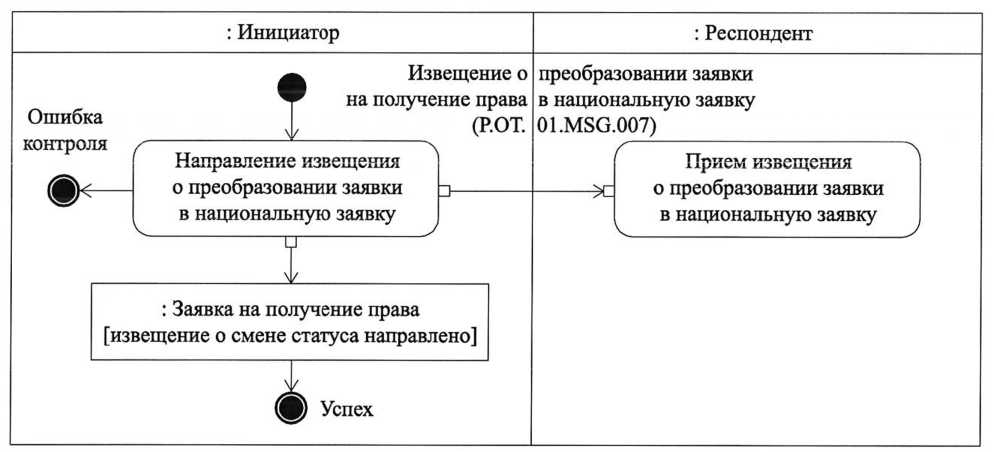 : Инициатор
: Респондент
Извещение о преобразовании заявки
на получение права в национальную заявку
(P.OT. 01.MSG.007)
Ошибка
контроля
Направление извещения
о преобразовании заявки
в национальную заявку
Прием извещения
о преобразовании заявки
в национальную заявку
: Заявка на получение права
[извещение о смене статуса направлено]
Успех